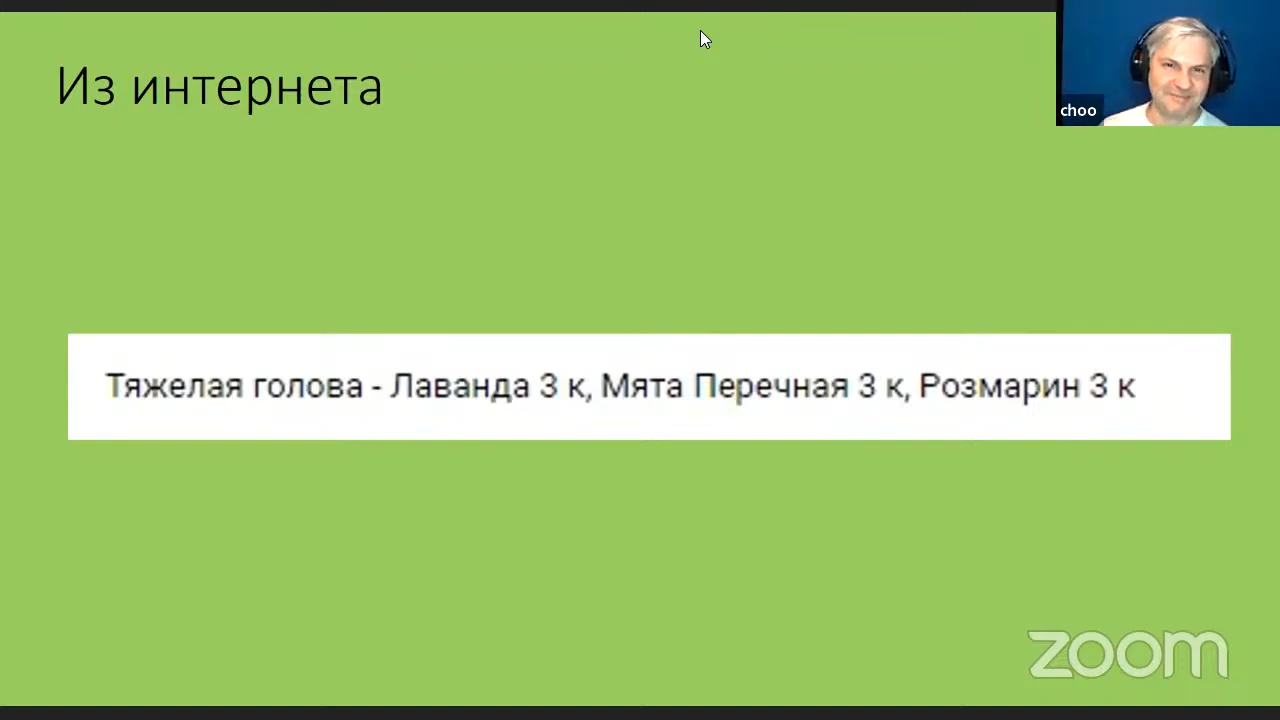 Из интернета
choo
Тяжелая голова - Лаванда 3 к, Мята Перечная 3 к, Розмарин 3 к
zoom